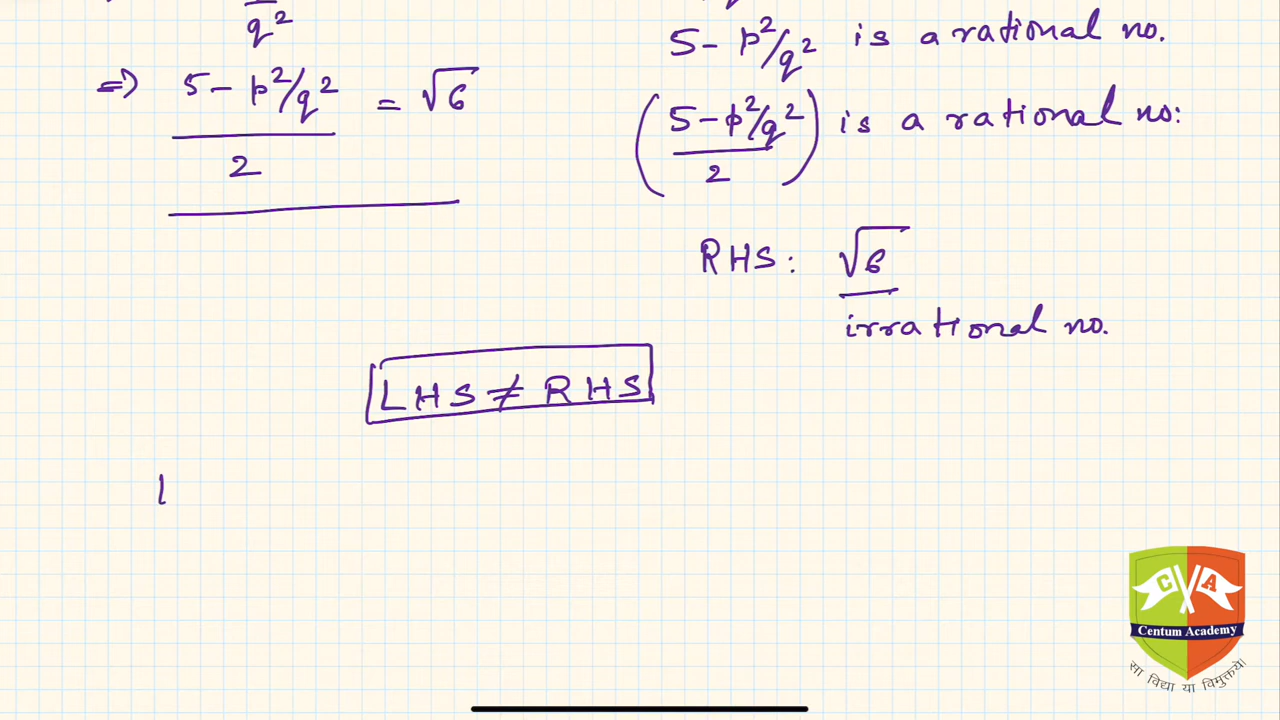 q²
⇒ 5 - p²/q² / 2 = √6
5 - p²/q² is a rational no.
(5 - p²/q² / 2) is a rational no:
RHS: √6
irrational no.
LHS ≠ RHS
C A
Centum Academy
सा विद्या या विमुक्तये।